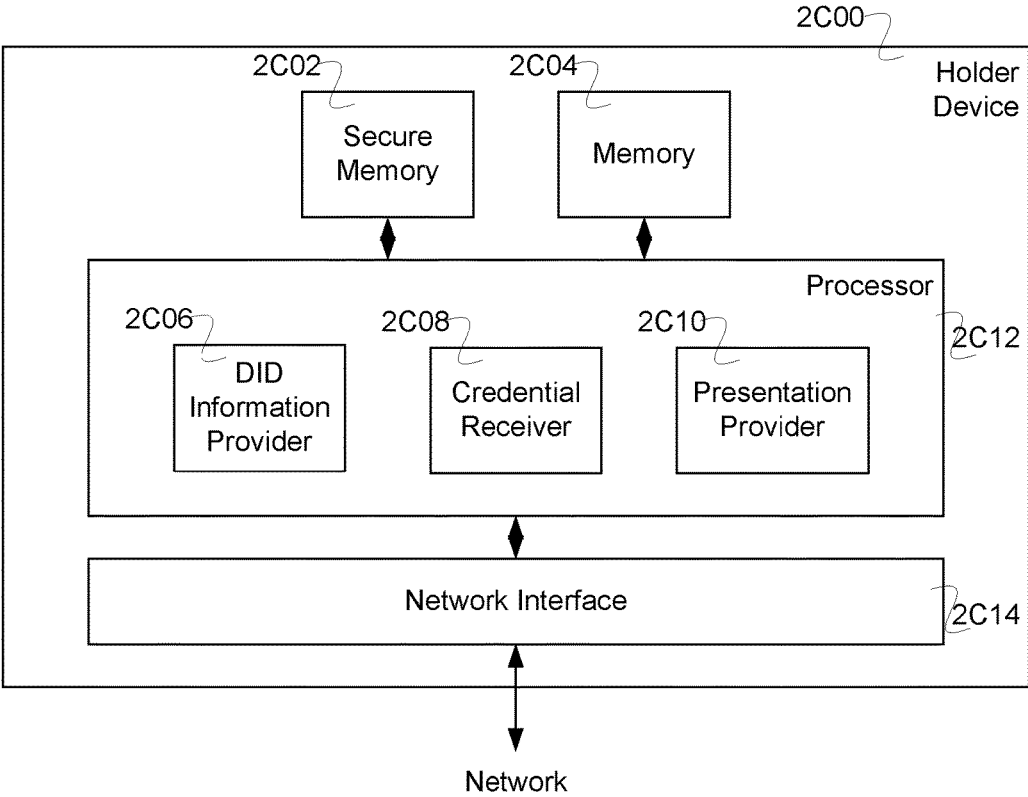 2C00
Holder
Device
2C02
2C04
Secure
Memory
Memory
Processor
2C06
2C08
2C10
2C12
DID
Information
Provider
Credential
Receiver
Presentation
Provider
Network Interface
2C14
Network